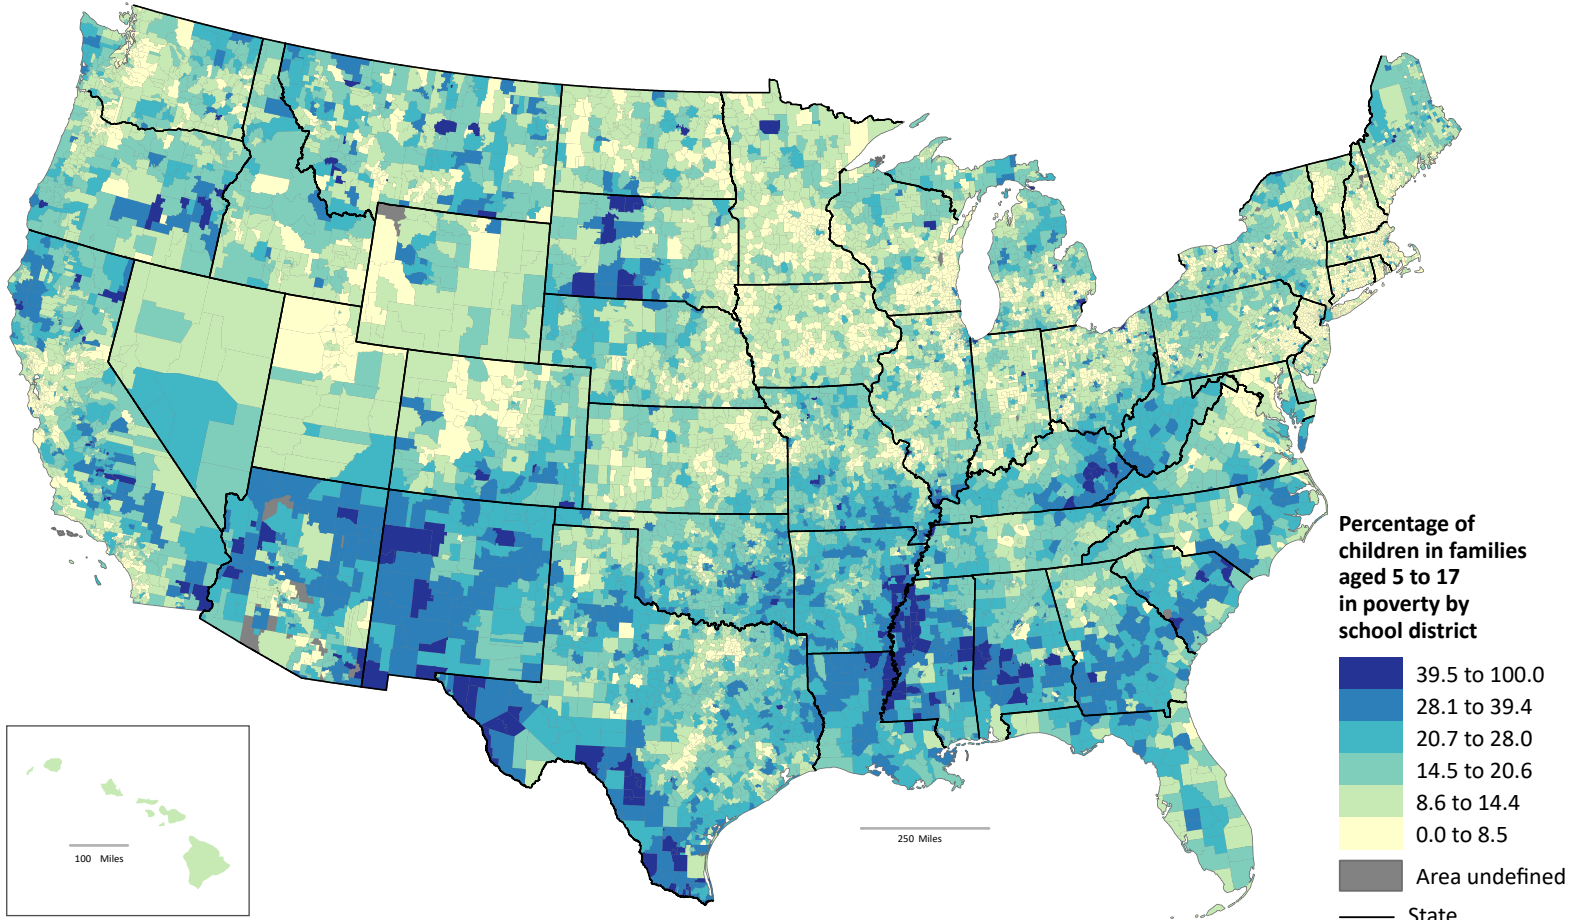 Percentage of
children in families
aged 5 to 17
in poverty by
school district
39.5 to 100.0
28.1 to 39.4
20.7 to 28.0
14.5 to 20.6
8.6 to 14.4
0.0 to 8.5
Area undefined
State
250 Miles
100 Miles